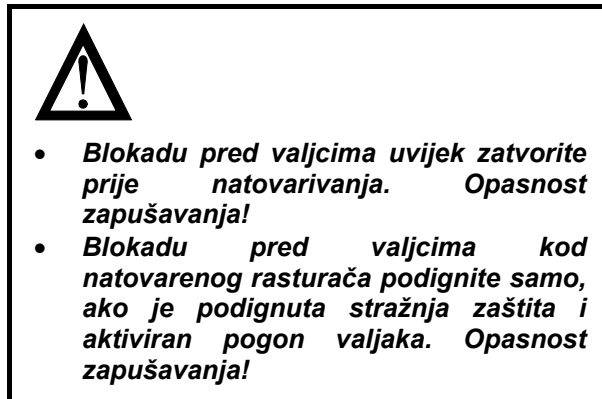 • Blokadu pred valjcima uvijek zatvorite
prije natovarivanja. Opasnost
zapušavanja!
• Blokadu pred valjcima kod
natovarenog rasturača podignite samo,
ako je podignuta stražnja zaštita i
aktiviran pogon valjaka. Opasnost
zapušavanja!